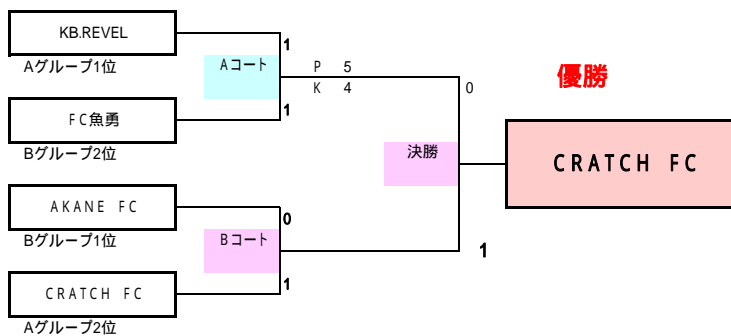 KB.REVEL
Aグループ1位
1
Aコート
P 5
K 4
1
FC魚勇
Bグループ2位
0
優勝
決勝
CRATCH FC
AKANE FC
Bグループ1位
0
Bコート
1
1
CRATCH FC
Aグループ2位